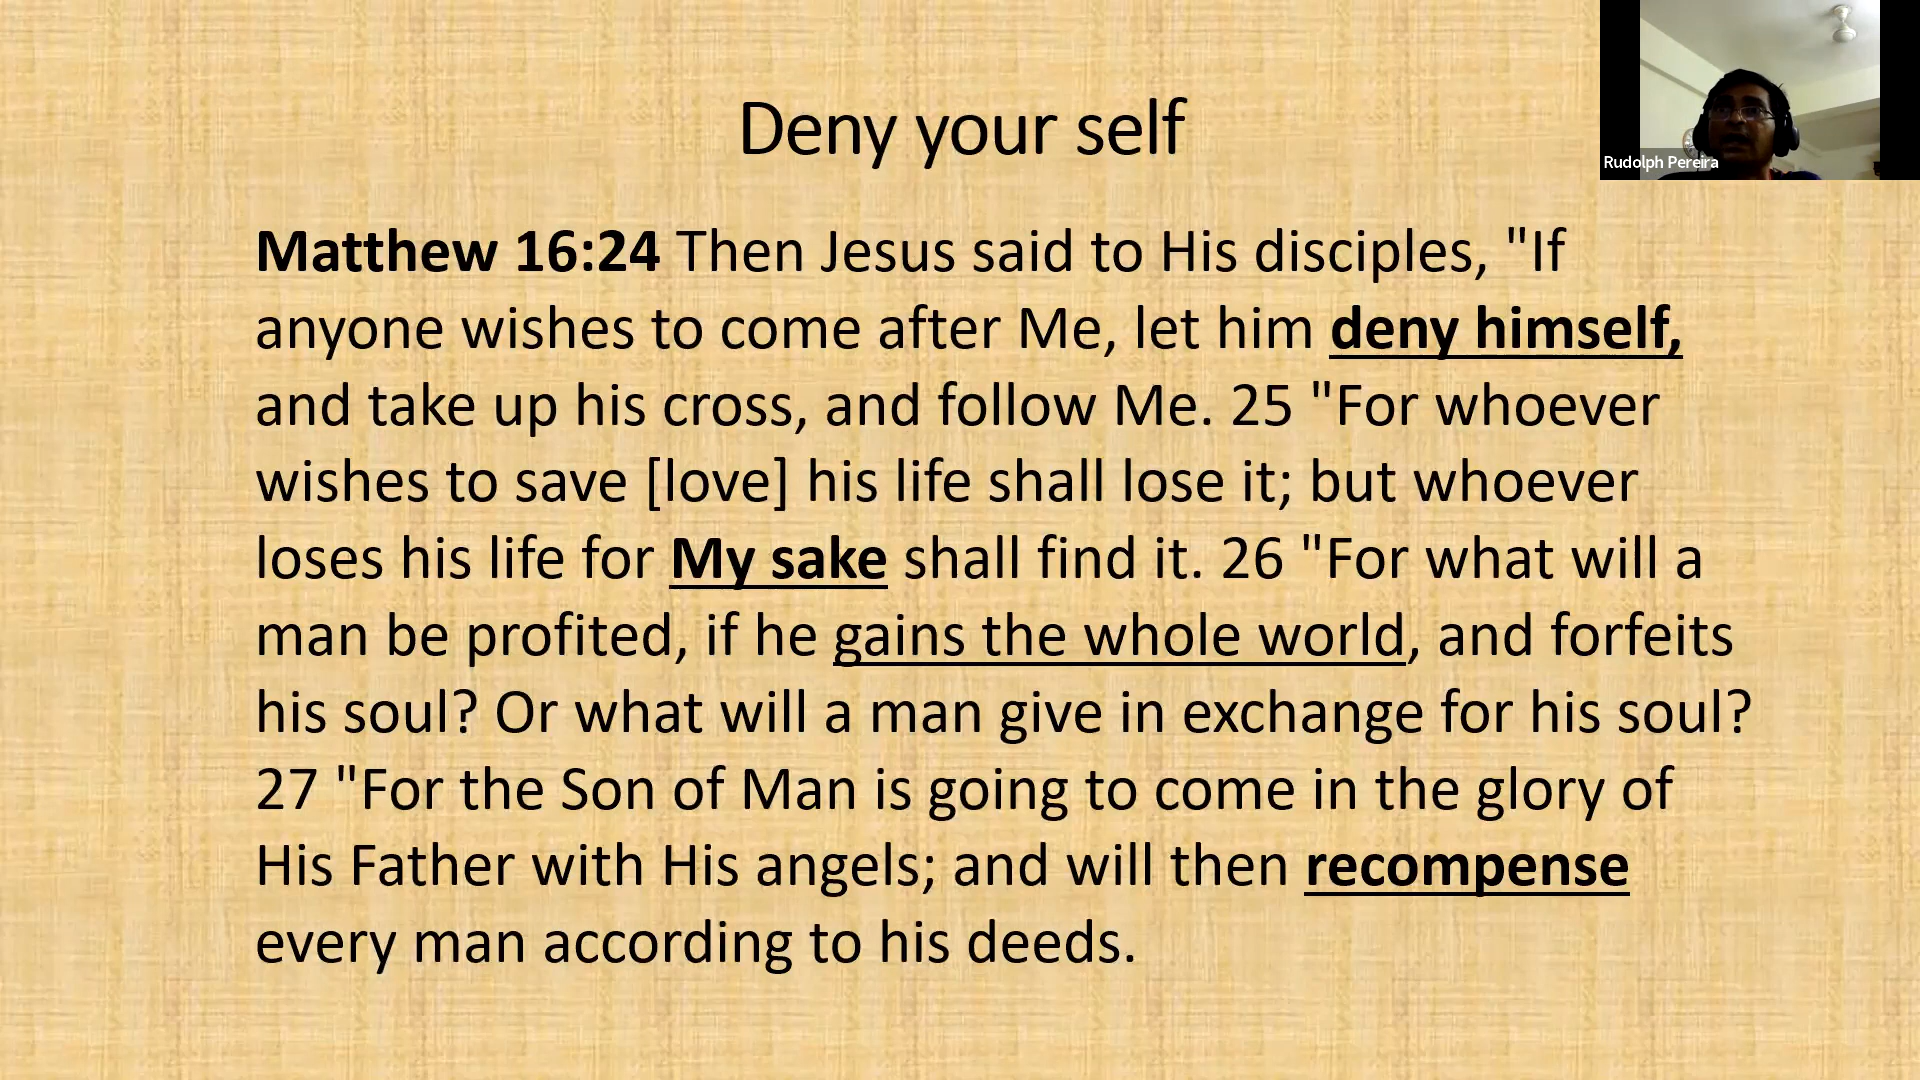 Deny your self
Rudolph Pereira
Matthew 16:24 Then Jesus said to His disciples, "If
anyone wishes to come after Me, let him deny himself,
and take up his cross, and follow Me. 25 "For whoever
wishes to save [love] his life shall lose it; but whoever
loses his life for My sake shall find it. 26 "For what will a
man be profited, if he gains the whole world, and forfeits
his soul? Or what will a man give in exchange for his soul?
27 "For the Son of Man is going to come in the glory of
His Father with His angels; and will then recompense
every man according to his deeds.